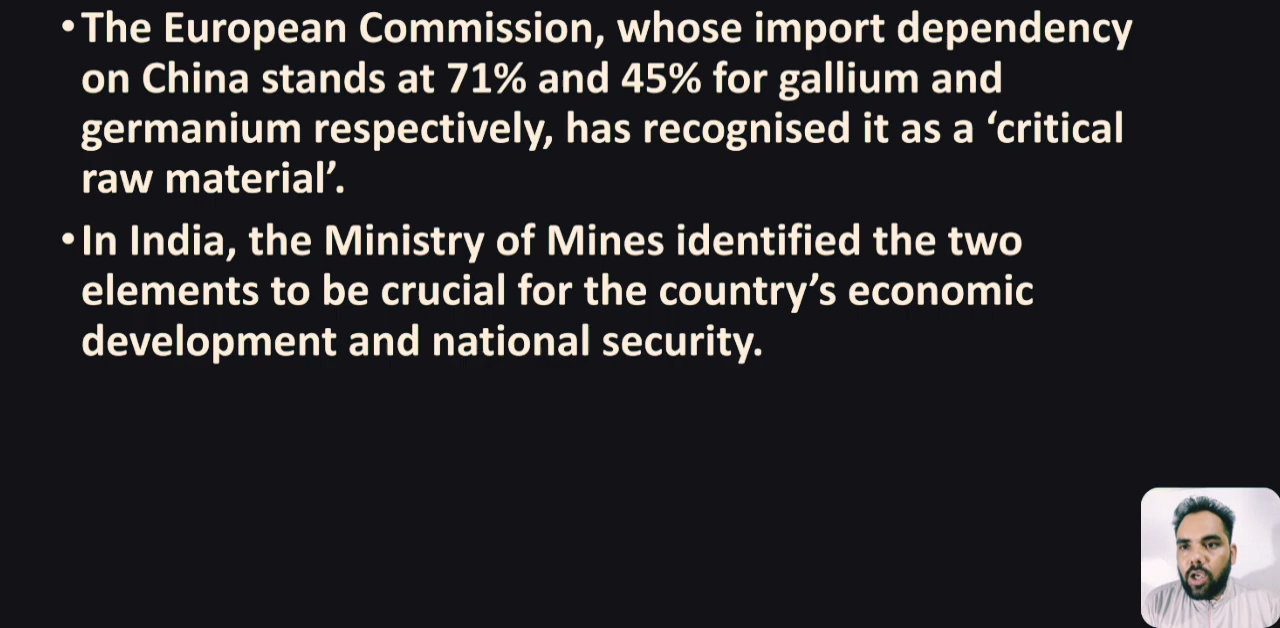 •The European Commission, whose import dependency
on China stands at 71% and 45% for gallium and
germanium respectively, has recognised it as a ‘critical
raw material’.
•In India, the Ministry of Mines identified the two
elements to be crucial for the country’s economic
development and national security.